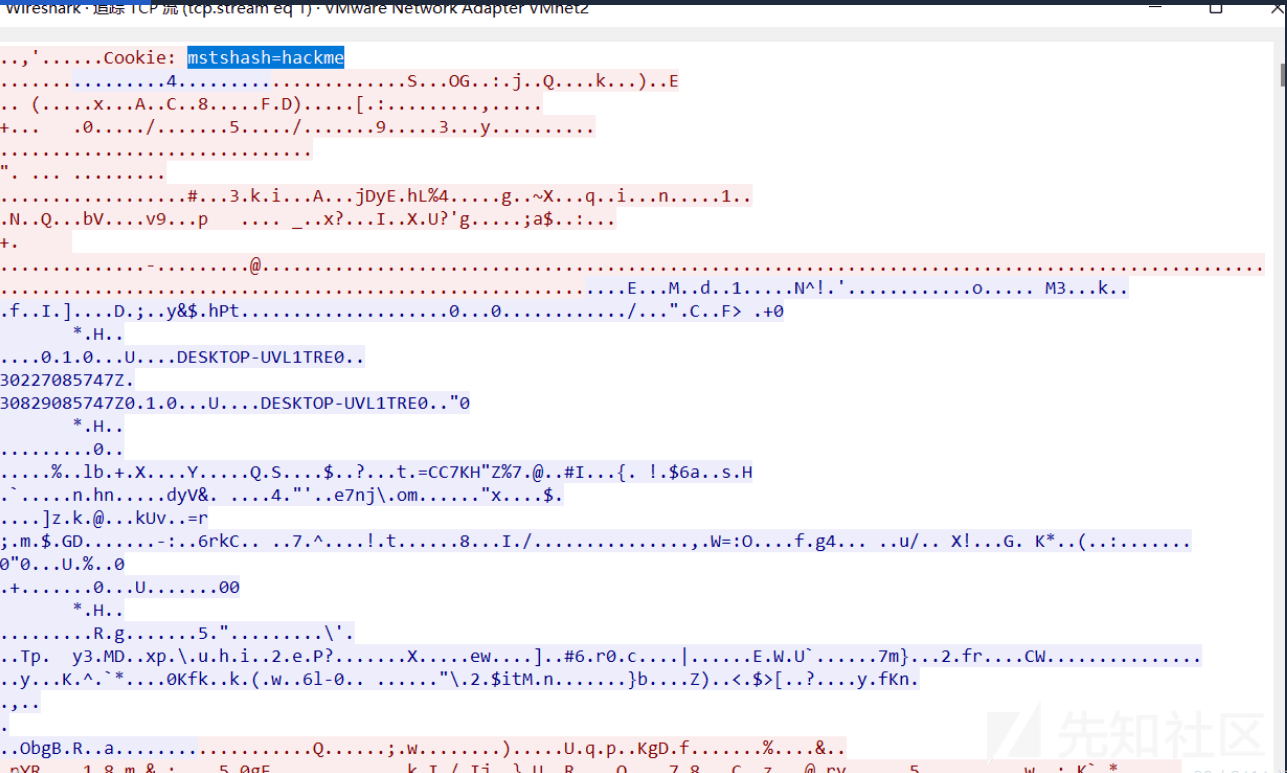 Wireshark · 追踪 TCP 流 (tcp.stream eq 1) · VMware Network Adapter VMnet2
..,'......Cookie: mstshash=hackme
.................4......................S...OG..:.j..Q....k...)..E
.. (.....x...A..C..8.....F.D).....[.:.........,.....
+... .0...../.......5...../.......9.....3...y..........
..............................
". ... .........
..................#...3.k.i...A...jDyE.hL%4.....g..~X...q..i...n.....1..
.N..Q...bV....v9...p .... _..x?...I..X.U?'g.....;a$..:...
+.
..............-.........@.................................................................................................
........................................................E...M..d..1.....N^!.'............o..... M3...k..
.f..I.]....D.;..y&$.hPt....................0...0............/...".C..F> .+0
*.H..
....0.1.0...U....DESKTOP-UVL1TRE0..
30227085747Z.
30829085747Z0.1.0...U....DESKTOP-UVL1TRE0.."0
*.H..
.........0..
.....%..lb.+.X....Y.....Q.S....$..?...t.=CC7KH"Z%7.@..#I...{. !.$6a..s.H
.`.....n.hn.....dyV&. ....4."'..e7nj\.om......"x....$.
....]z.k.@...kUv..=r
;.m.$.GD.......-:..6rkC.. ..7.^....!.t......8...I./...............,.W=:O....f.g4... ..u/.. X!...G. K*..(..:.......
0"0...U.%..0
.+.......0...U.......00
*.H..
.........R.g.......5.".........\'.
..Tp. y3.MD..xp.\.u.h.i..2.e.P?.......X.....ew....]..#6.r0.c....|......E.W.U`......7m}...2.fr....CW...............
..y...K.^.`*....0Kfk..k.(.w..6l-0.. ......"\.2.$itM.n.......}b....Z)..<.$>[..?....y.fKn.
.,..
.
..ObgB.R..a...................Q......;.w........).....U.q.p..KgD.f.......%....&..
先知社区